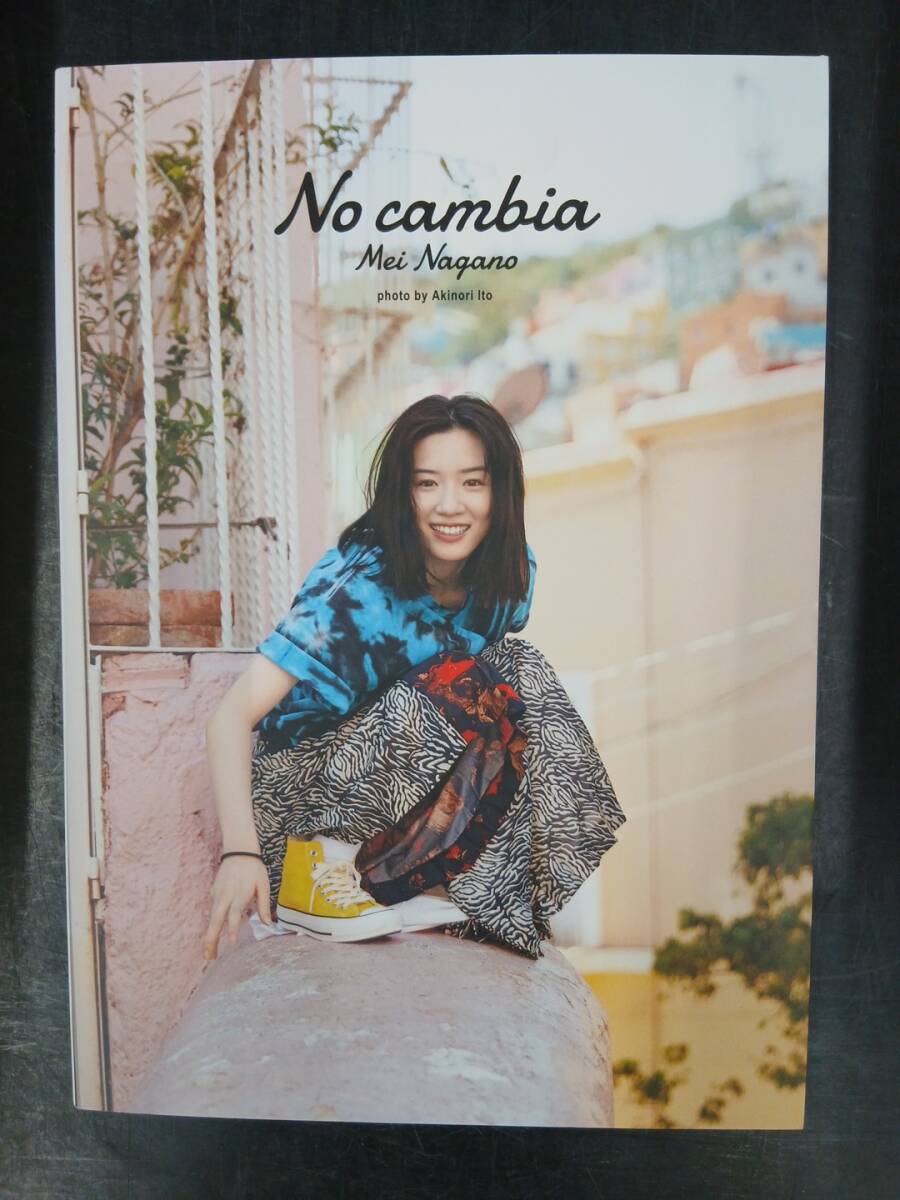 No cambia
Mei Nagano
photo by Akinori Ito